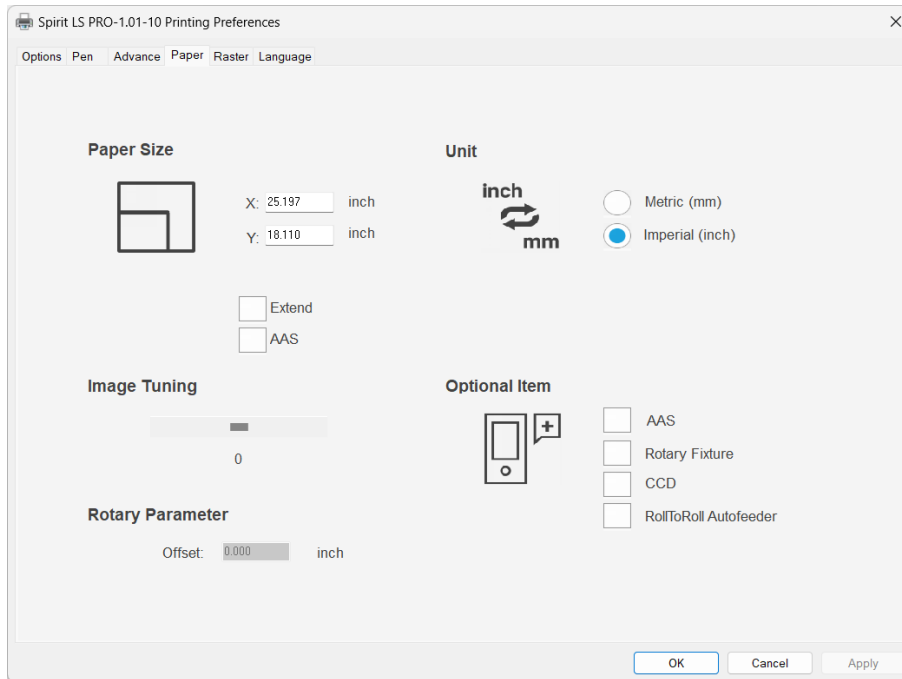 Spirit LS PRO-1.01-10 Printing Preferences
Options Pen Advance Paper Raster Language
Paper Size
X: 25.197 inch
Y: 18.110 inch
Extend
AAS
Unit
inch
mm
Metric (mm)
Imperial (inch)
Image Tuning
0
Rotary Parameter
Offset: 0.000 inch
Optional Item
AAS
Rotary Fixture
CCD
RollToRoll Autofeeder
OK Cancel Apply